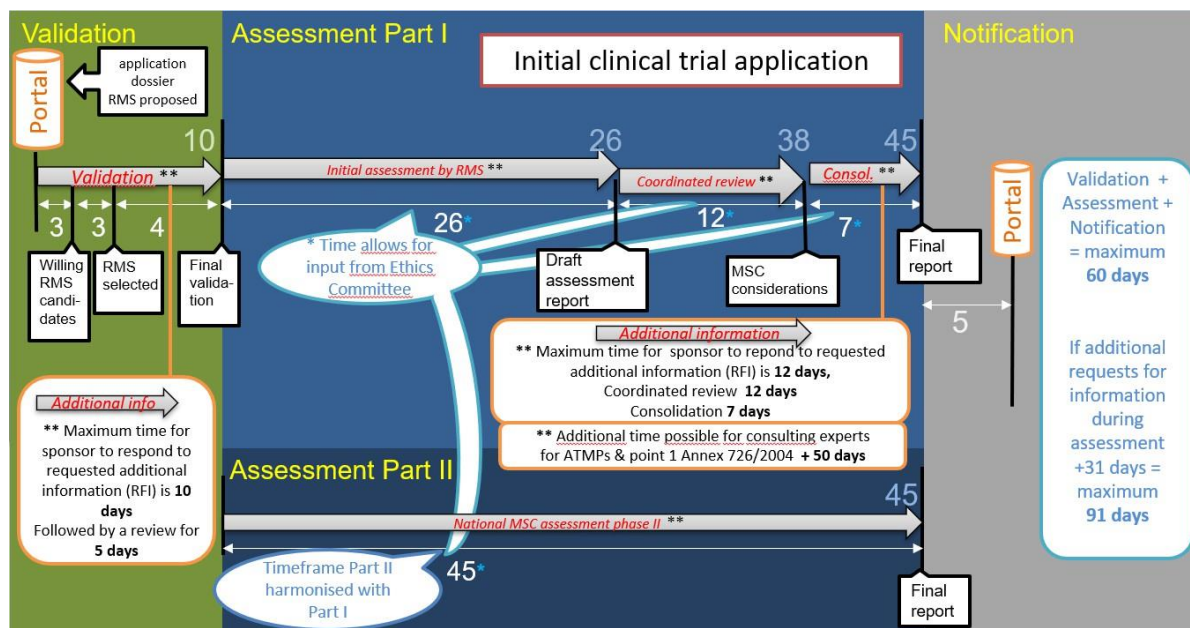 Validation
Portal
application
dossier
RMS proposed
10
Validation **
3
3
4
Willing
RMS
candi-
dates
RMS
selected
Final
valida-
tion
Additional info
** Maximum time for
sponsor to respond to
requested additional
information (RFI) is 10
days
Followed by a review for
5 days
Assessment Part I
Initial clinical trial application
26
38
45
Initial assessment by RMS **
Coordinated review **
Consol. **
26*
12*
7*
* Time allows for
input from Ethics
Committee
Draft
assessment
report
MSC
considerations
Final
report
Additional information
** Maximum time for sponsor to repond to requested
additional information (RFI) is 12 days,
Coordinated review 12 days
Consolidation 7 days
** Additional time possible for consulting experts
for ATMPs & point 1 Annex 726/2004 + 50 days
Assessment Part II
45
National MSC assessment phase II **
45*
Timeframe Part II
harmonised with
Part I
Final
report
Notification
Portal
5
Validation +
Assessment +
Notification
= maximum
60 days
If additional
requests for
information
during
assessment
+31 days =
maximum
91 days